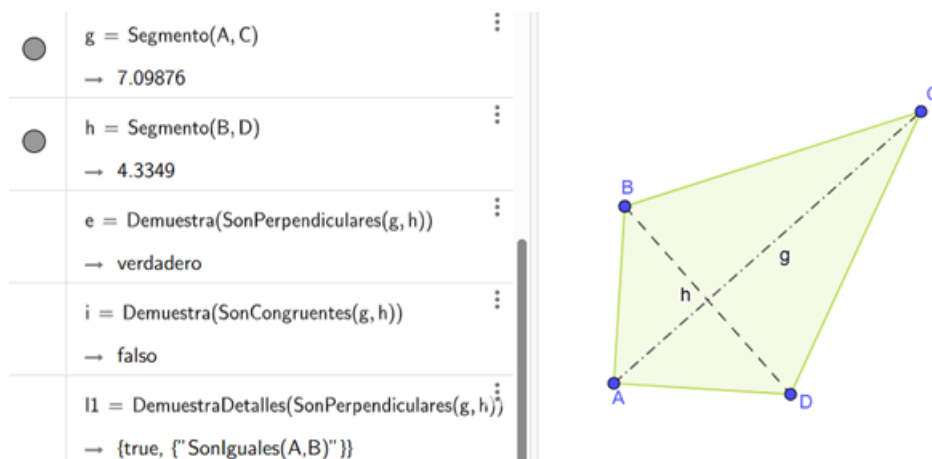 g = Segmento(A, C)
→ 7.09876
h = Segmento(B, D)
→ 4.3349
e = Demuestra(SonPerpendiculares(g, h))
→ verdadero
i = Demuestra(SonCongruentes(g, h))
→ falso
l1 = DemuestraDetalles(SonPerpendiculares(g, h))
→ {true, {"SonIguales(A,B)"}}
C
B
g
h
A
D